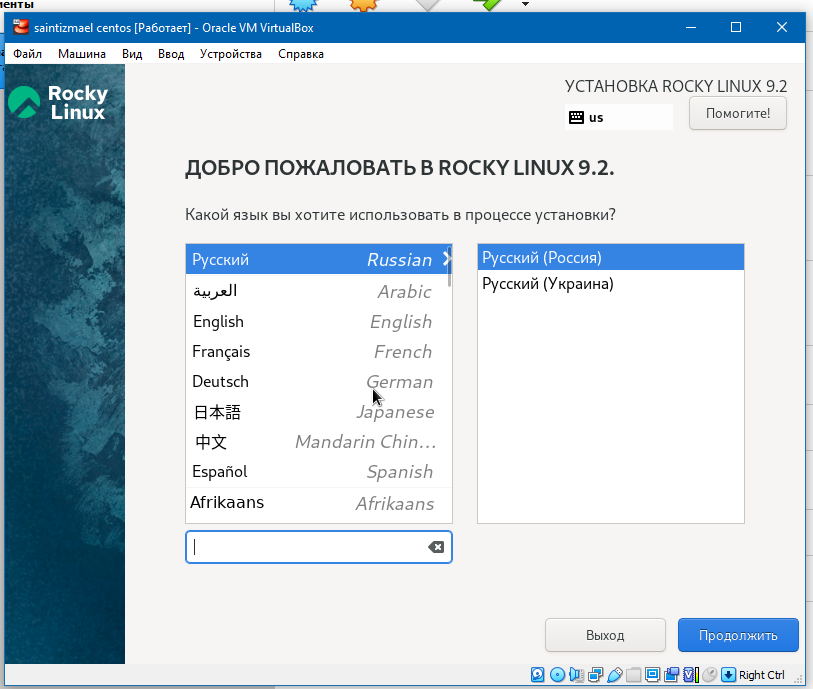 менты
saintizmael centos [Работает] - Oracle VM VirtualBox
Файл Машина Вид Ввод Устройства Справка
Rocky
Linux
УСТАНОВКА ROCKY LINUX 9.2
us
Помогите!
ДОБРО ПОЖАЛОВАТЬ В ROCKY LINUX 9.2.
Какой язык вы хотите использовать в процессе установки?
Русский Russian
العربية Arabic
English English
Français French
Deutsch German
日本語 Japanese
中文 Mandarin Chin...
Español Spanish
Afrikaans Afrikaans
Русский (Россия)
Русский (Украина)
Выход
Продолжить
Right Ctrl